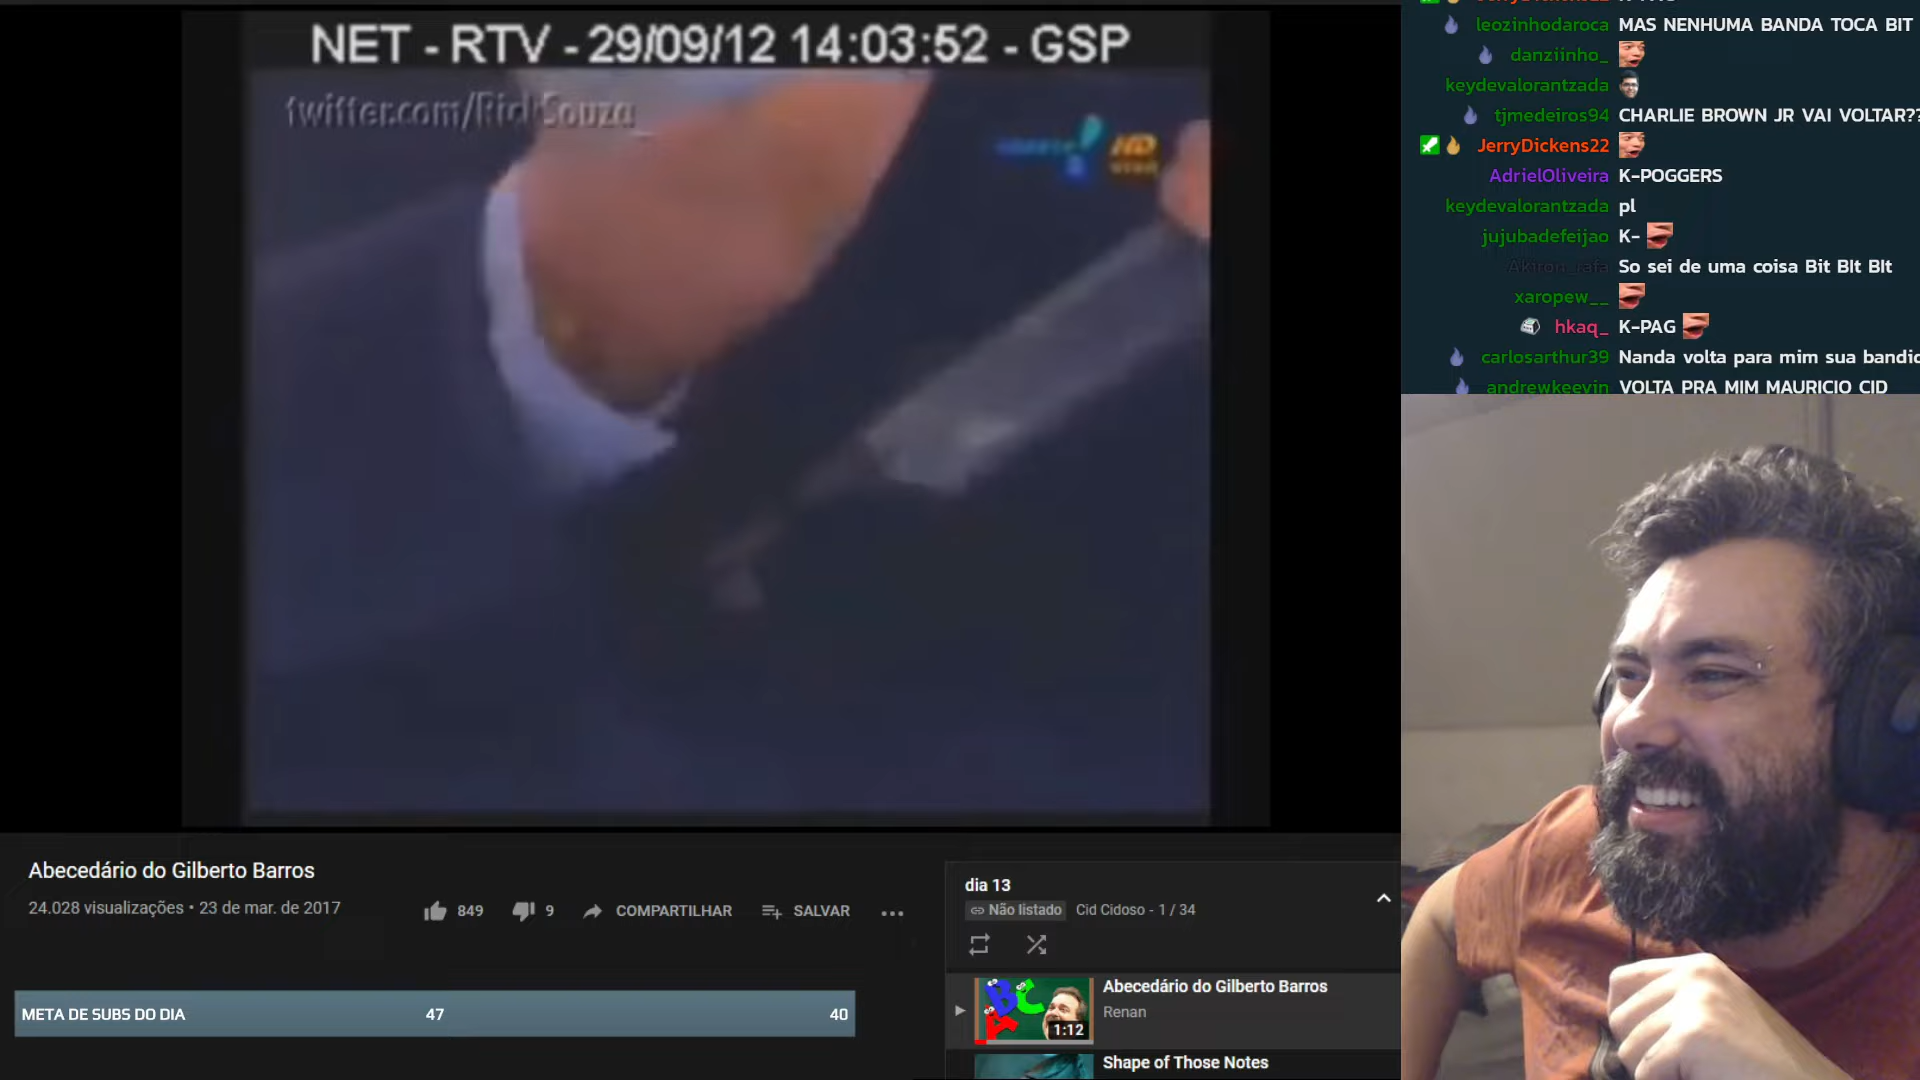 NET - RTV - 29/09/12 14:03:52 - GSP
twitter.com/RickSouza_
HD
leozinhodaroca MAS NENHUMA BANDA TOCA BIT
danziinho_
keydevalorantzada
tjmedeiros94 CHARLIE BROWN JR VAI VOLTAR??
JerryDickens22
AdrielOliveira K-POGGERS
keydevalorantzada pl
jujubadefeijao K-
So sei de uma coisa Bit BIt BIt
xaropew__
hkaq_ K-PAG
carlosarthur39 Nanda volta para mim sua bandid
andrewkeevin VOLTA PRA MIM MAURICIO CID
Abecedário do Gilberto Barros
24.028 visualizações • 23 de mar. de 2017
849
9
COMPARTILHAR
SALVAR
META DE SUBS DO DIA 47 40
dia 13
Não listado Cid Cidoso - 1 / 34
ABC
1:12
Abecedário do Gilberto Barros
Renan
Shape of Those Notes